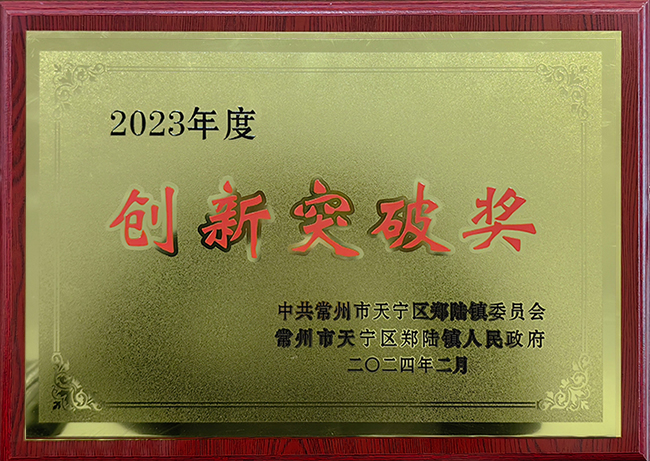 2023年度
创新突破奖
中共常州市天宁区郑陆镇委员会
常州市天宁区郑陆镇人民政府
二〇二四年二月